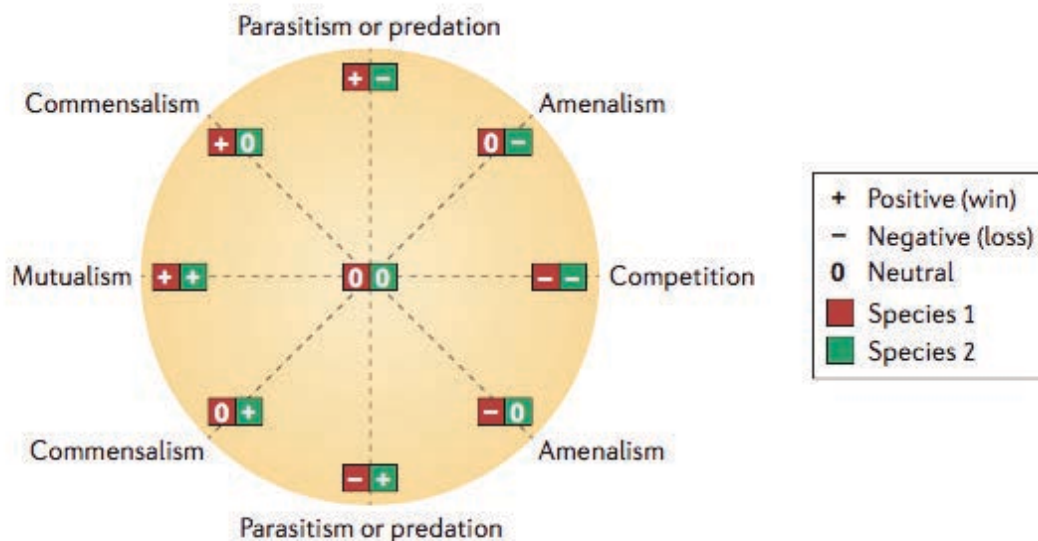 Parasitism or predation
+ −
Commensalism
Amenalism
+ 0
0 −
Mutualism
+ +
0 0
− −
Competition
0 +
− 0
Commensalism
Amenalism
− +
Parasitism or predation
+ Positive (win)
− Negative (loss)
0 Neutral
Species 1
Species 2